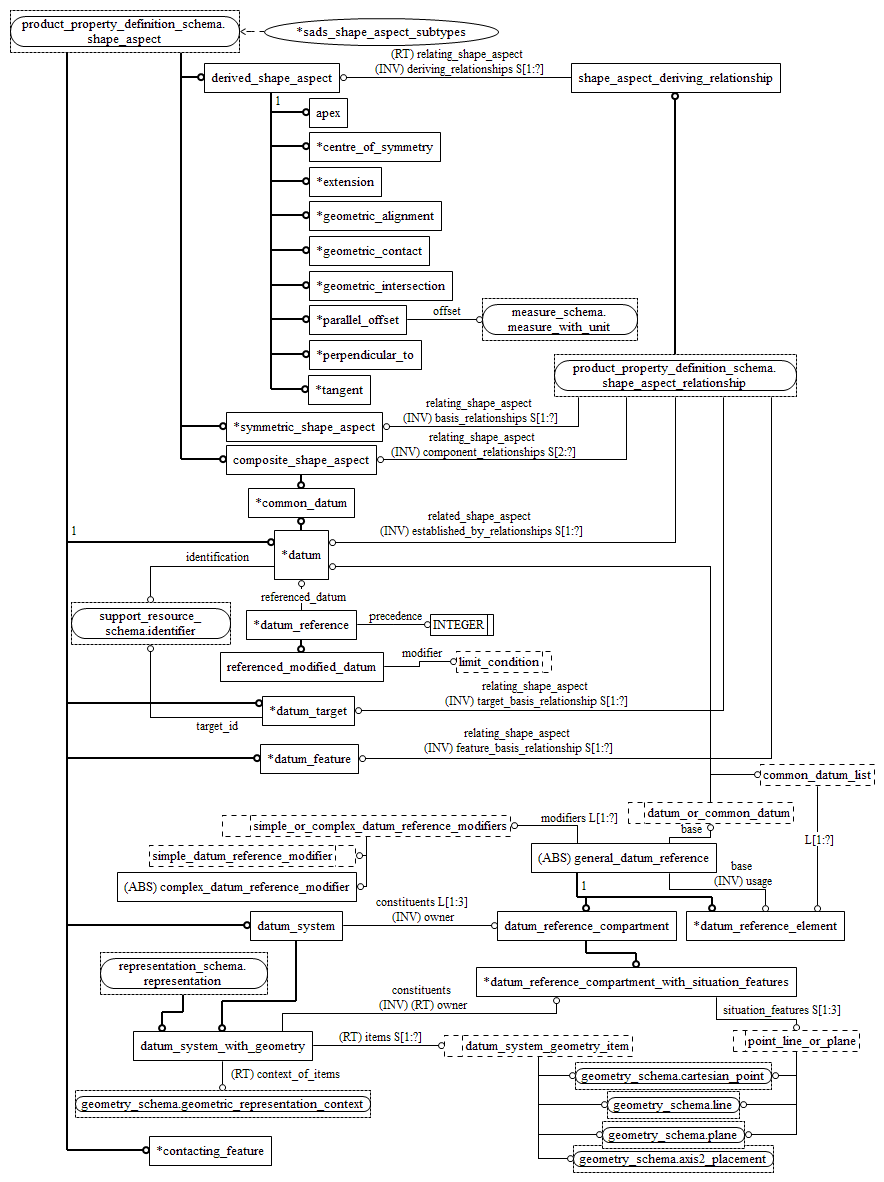 product_property_definition_schema.
shape_aspect
*sads_shape_aspect_subtypes
(RT) relating_shape_aspect
(INV) deriving_relationships S[1:?]
derived_shape_aspect
shape_aspect_deriving_relationship
1
apex
*centre_of_symmetry
*extension
*geometric_alignment
*geometric_contact
*geometric_intersection
*parallel_offset
offset
measure_schema.
measure_with_unit
*perpendicular_to
product_property_definition_schema.
shape_aspect_relationship
*tangent
relating_shape_aspect
(INV) basis_relationships S[1:?]
*symmetric_shape_aspect
relating_shape_aspect
(INV) component_relationships S[2:?]
composite_shape_aspect
*common_datum
related_shape_aspect
(INV) established_by_relationships S[1:?]
1
*datum
identification
referenced_datum
support_resource_
schema.identifier
*datum_reference
precedence
INTEGER
referenced_modified_datum
modifier
limit_condition
relating_shape_aspect
(INV) target_basis_relationship S[1:?]
*datum_target
target_id
relating_shape_aspect
(INV) feature_basis_relationship S[1:?]
*datum_feature
common_datum_list
datum_or_common_datum
modifiers L[1:?]
simple_or_complex_datum_reference_modifiers
base
L[1:?]
simple_datum_reference_modifier
(ABS) general_datum_reference
base
(INV) usage
(ABS) complex_datum_reference_modifier
1
constituents L[1:3]
(INV) owner
datum_system
datum_reference_compartment
*datum_reference_element
representation_schema.
representation
*datum_reference_compartment_with_situation_features
constituents
(INV) (RT) owner
situation_features S[1:3]
datum_system_with_geometry
(RT) items S[1:?]
datum_system_geometry_item
point_line_or_plane
(RT) context_of_items
geometry_schema.cartesian_point
geometry_schema.geometric_representation_context
geometry_schema.line
geometry_schema.plane
*contacting_feature
geometry_schema.axis2_placement